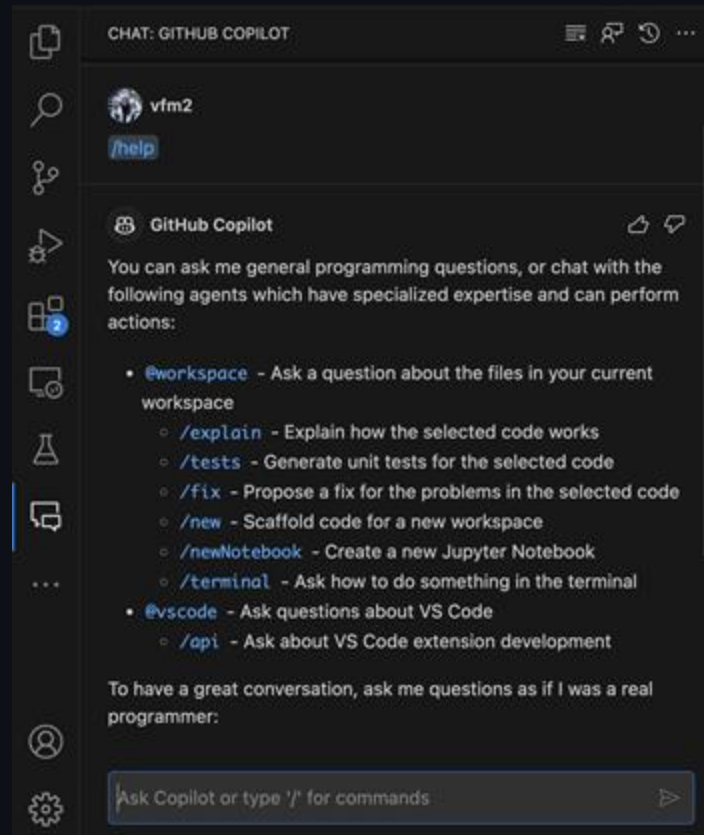 CHAT: GITHUB COPILOT
vfm2
/help
GitHub Copilot
You can ask me general programming questions, or chat with the
following agents which have specialized expertise and can perform
actions:
• @workspace - Ask a question about the files in your current
workspace
◦ /explain - Explain how the selected code works
◦ /tests - Generate unit tests for the selected code
◦ /fix - Propose a fix for the problems in the selected code
◦ /new - Scaffold code for a new workspace
◦ /newNotebook - Create a new Jupyter Notebook
◦ /terminal - Ask how to do something in the terminal
• @vscode - Ask questions about VS Code
◦ /api - Ask about VS Code extension development
To have a great conversation, ask me questions as if I was a real
programmer:
Ask Copilot or type '/' for commands
2